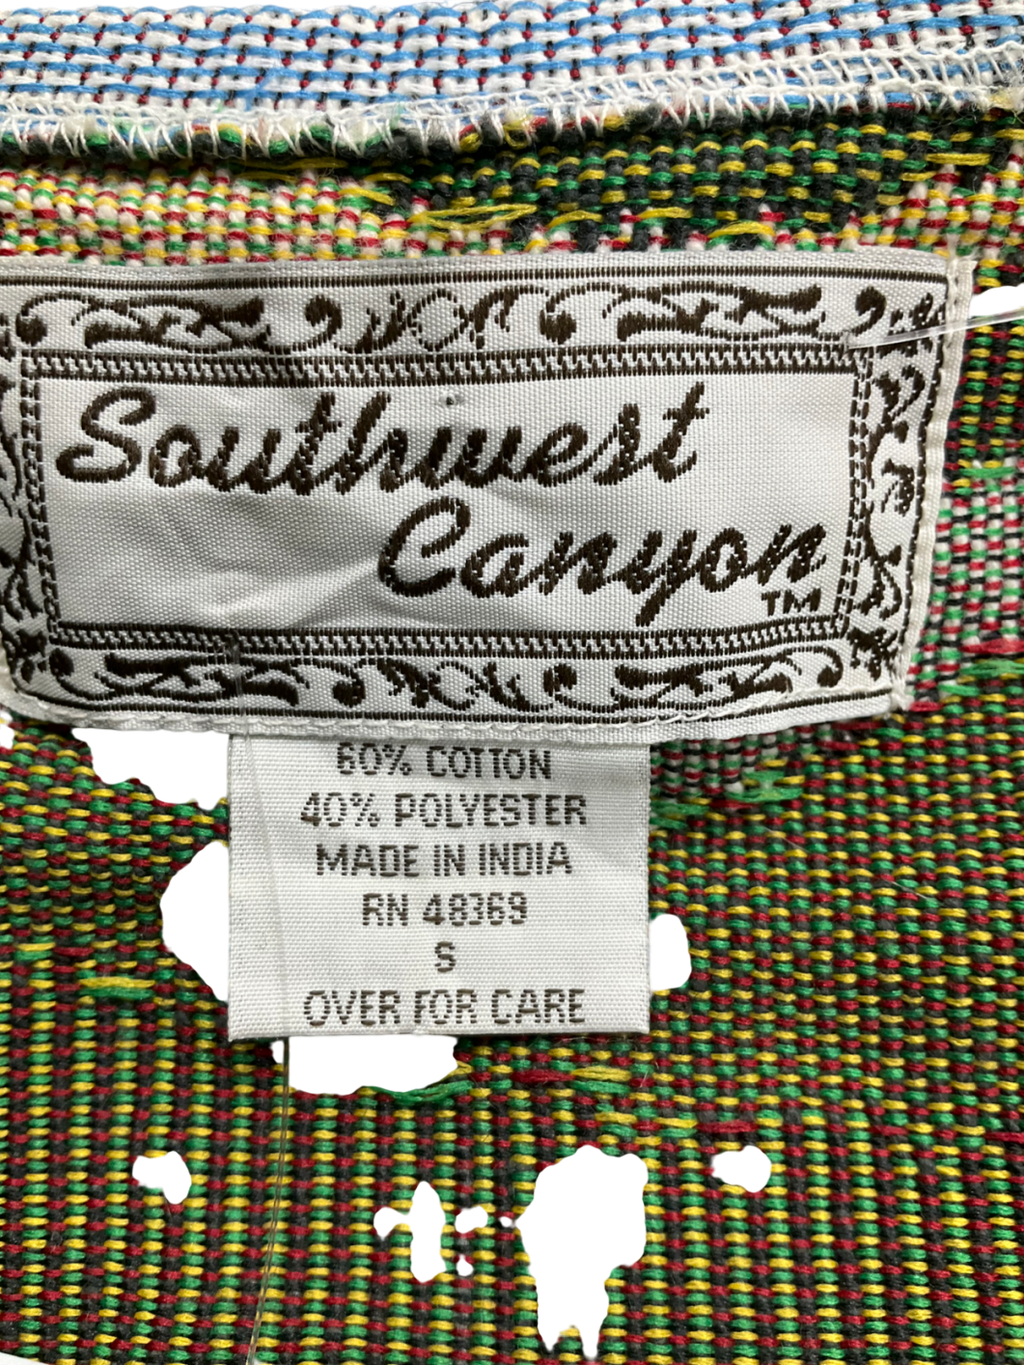 Southwest
Canyon
TM
60% COTTON
40% POLYESTER
MADE IN INDIA
RN 48369
S
OVER FOR CARE